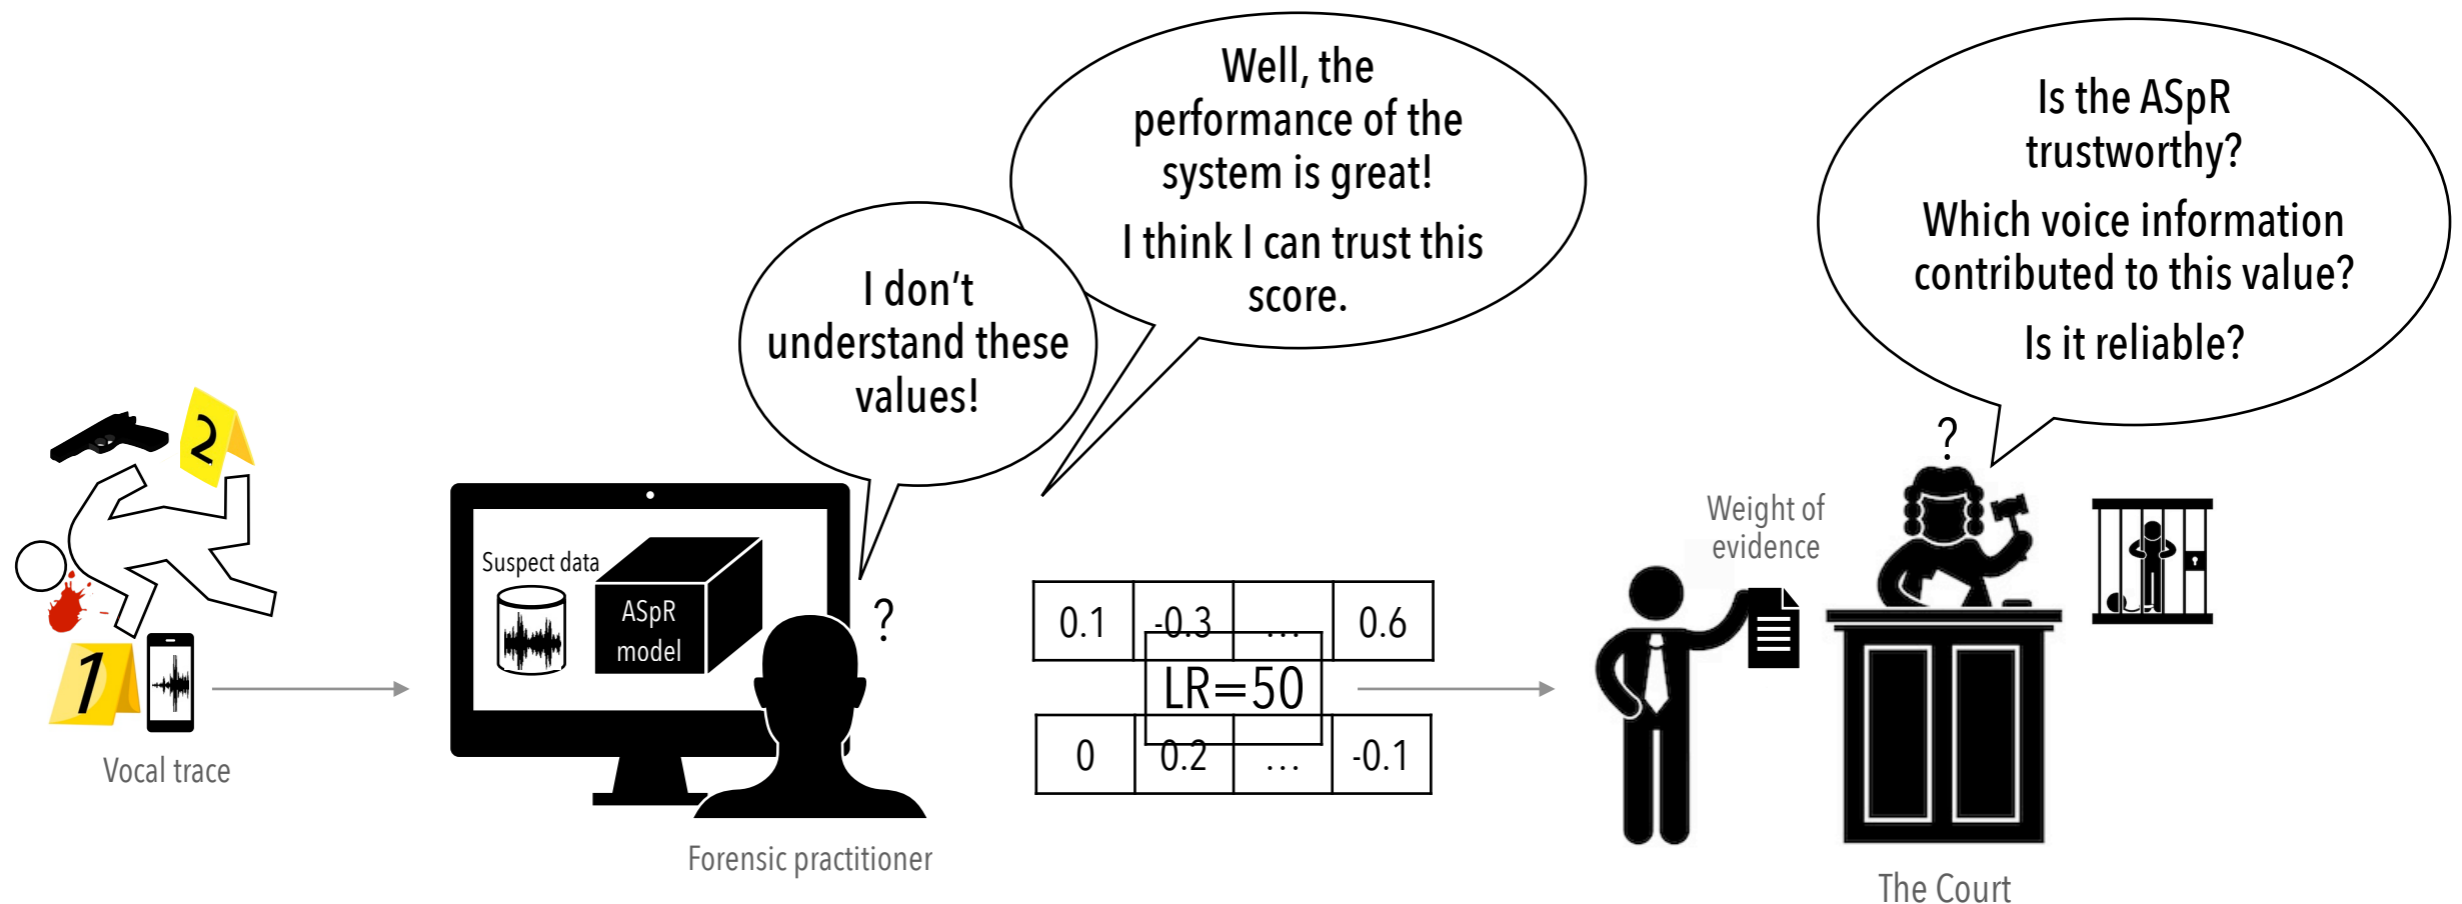 Well, the
performance of the
system is great!
I think I can trust this
score.
Is the ASpR
trustworthy?
Which voice information
contributed to this value?
Is it reliable?
I don't
understand these
values!
2
?
Weight of
evidence
Suspect data
ASpR
model
?
0.1 -0.3 ... 0.6
LR=50
0 0.2 ... -0.1
1
Vocal trace
Forensic practitioner
The Court